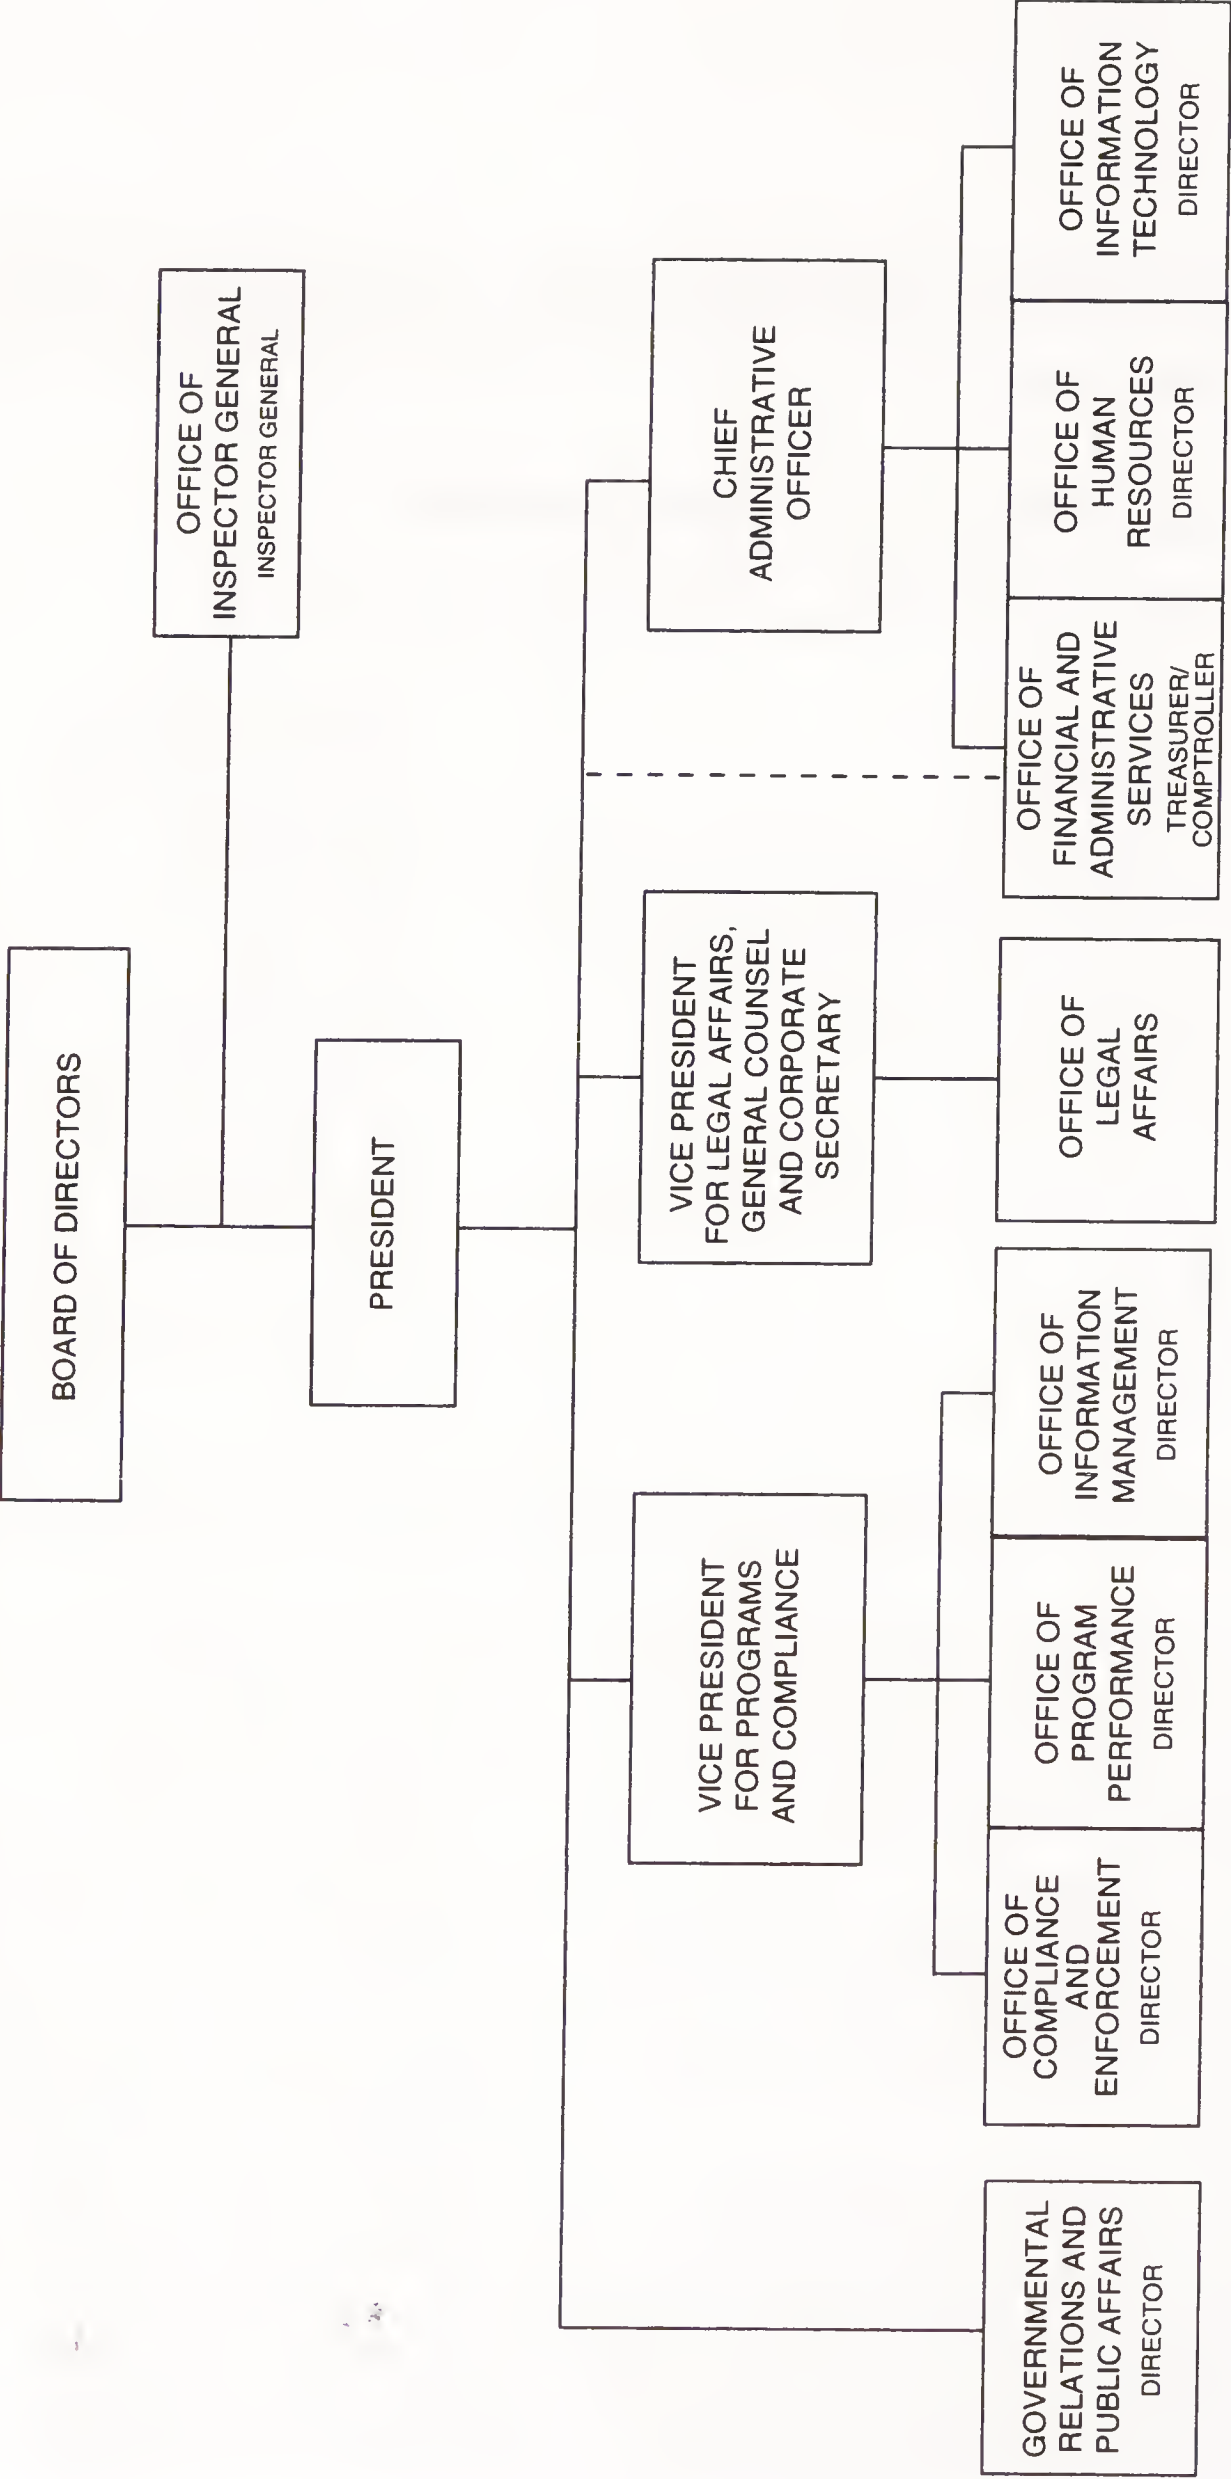 BOARD OF DIRECTORS
OFFICE OF
INSPECTOR GENERAL
INSPECTOR GENERAL
PRESIDENT
VICE PRESIDENT
FOR PROGRAMS
AND COMPLIANCE
VICE PRESIDENT
FOR LEGAL AFFAIRS,
GENERAL COUNSEL
AND CORPORATE
SECRETARY
CHIEF
ADMINISTRATIVE
OFFICER
GOVERNMENTAL
RELATIONS AND
PUBLIC AFFAIRS
DIRECTOR
OFFICE OF
COMPLIANCE
AND
ENFORCEMENT
DIRECTOR
OFFICE OF
PROGRAM
PERFORMANCE
DIRECTOR
OFFICE OF
INFORMATION
MANAGEMENT
DIRECTOR
OFFICE OF
LEGAL
AFFAIRS
OFFICE OF
FINANCIAL AND
ADMINISTRATIVE
SERVICES
TREASURER/
COMPTROLLER
OFFICE OF
HUMAN
RESOURCES
DIRECTOR
OFFICE OF
INFORMATION
TECHNOLOGY
DIRECTOR